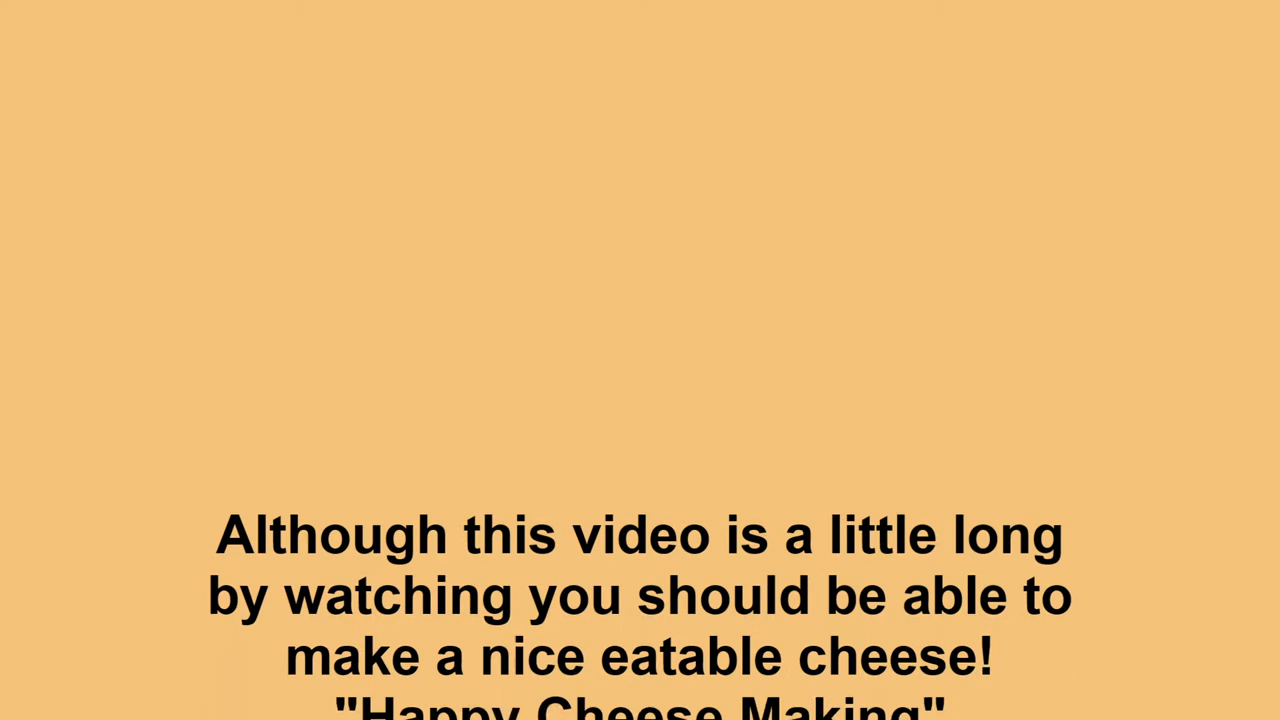 Although this video is a little long
by watching you should be able to
make a nice eatable cheese!
"Happy Cheese Making"